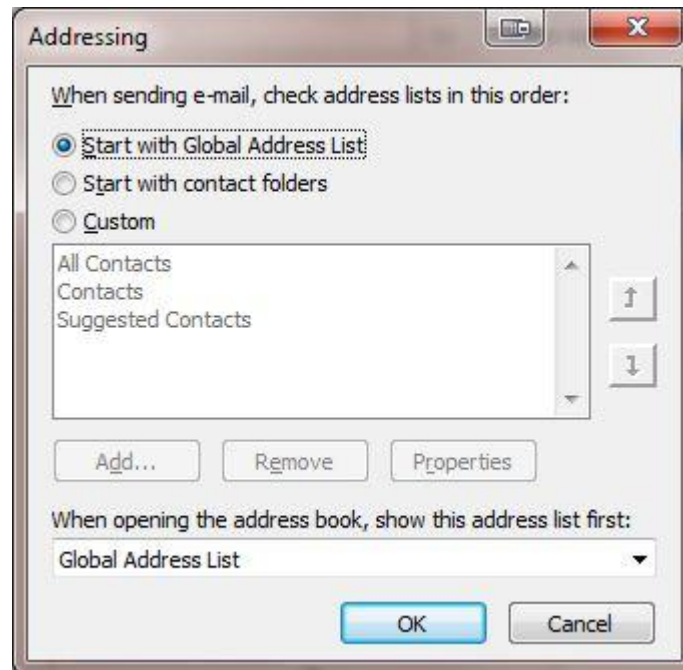 Addressing
When sending e-mail, check address lists in this order:
Start with Global Address List
Start with contact folders
Custom
All Contacts
Contacts
Suggested Contacts
Add... Remove Properties
When opening the address book, show this address list first:
Global Address List
OK Cancel